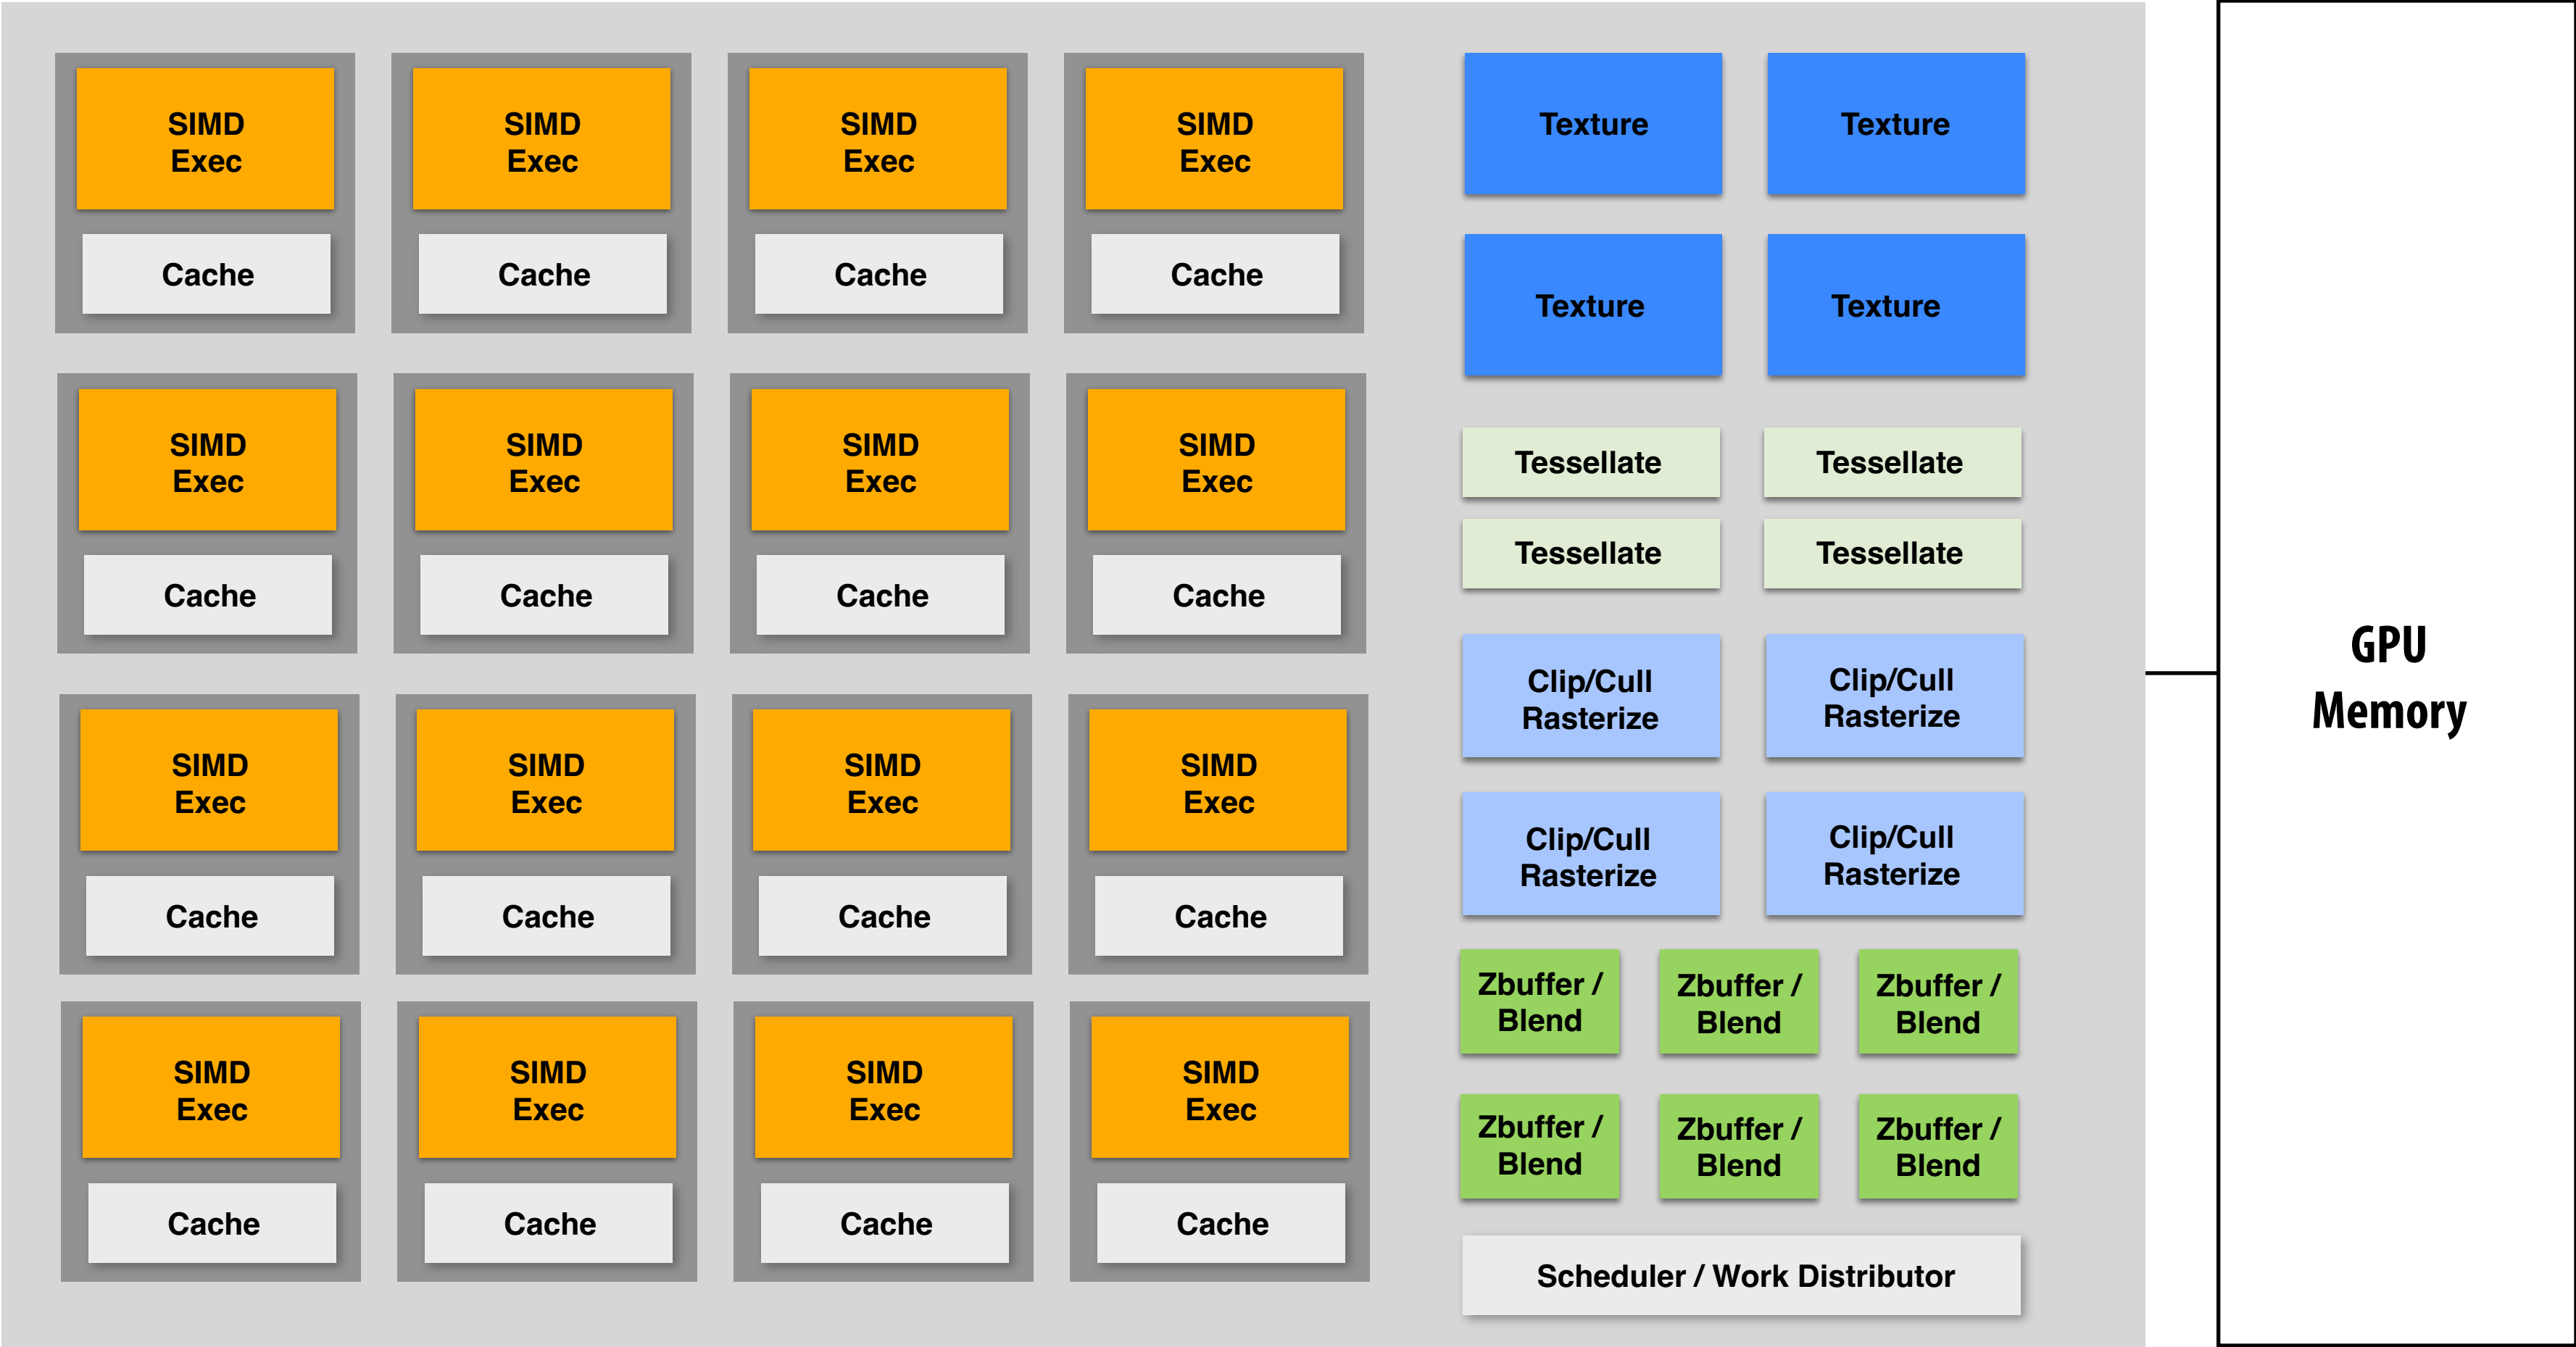 SIMD
Exec
Cache
SIMD
Exec
Cache
SIMD
Exec
Cache
SIMD
Exec
Cache
SIMD
Exec
Cache
SIMD
Exec
Cache
SIMD
Exec
Cache
SIMD
Exec
Cache
SIMD
Exec
Cache
SIMD
Exec
Cache
SIMD
Exec
Cache
SIMD
Exec
Cache
SIMD
Exec
Cache
SIMD
Exec
Cache
SIMD
Exec
Cache
SIMD
Exec
Cache
Texture
Texture
Texture
Texture
Tessellate
Tessellate
Tessellate
Tessellate
Clip/Cull
Rasterize
Clip/Cull
Rasterize
Clip/Cull
Rasterize
Clip/Cull
Rasterize
Zbuffer /
Blend
Zbuffer /
Blend
Zbuffer /
Blend
Zbuffer /
Blend
Zbuffer /
Blend
Zbuffer /
Blend
Scheduler / Work Distributor
GPU
Memory